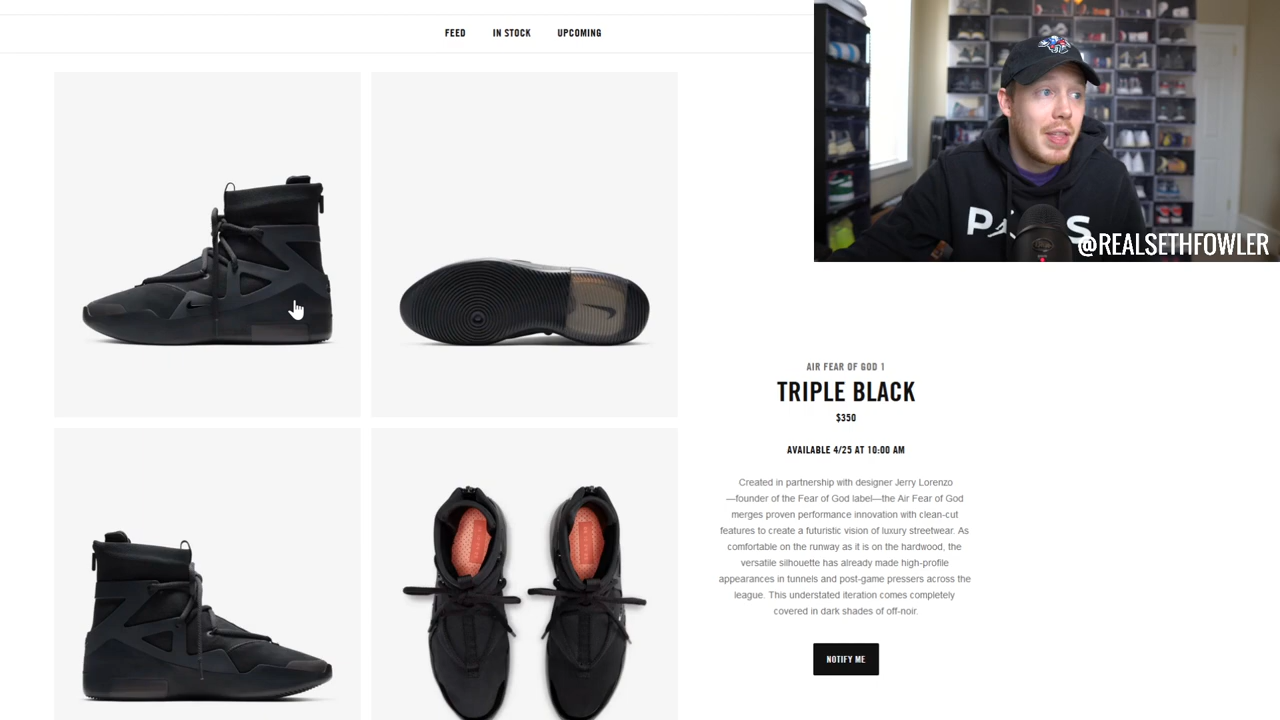 FEED
IN STOCK
UPCOMING
@REALSETHFOWLER
AIR FEAR OF GOD 1
TRIPLE BLACK
$350
AVAILABLE 4/25 AT 10:00 AM
Created in partnership with designer Jerry Lorenzo
—founder of the Fear of God label—the Air Fear of God
merges proven performance innovation with clean-cut
features to create a futuristic vision of luxury streetwear. As
comfortable on the runway as it is on the hardwood, the
versatile silhouette has already made high-profile
appearances in tunnels and post-game pressers across the
league. This understated iteration comes completely
covered in dark shades of off-noir.
NOTIFY ME